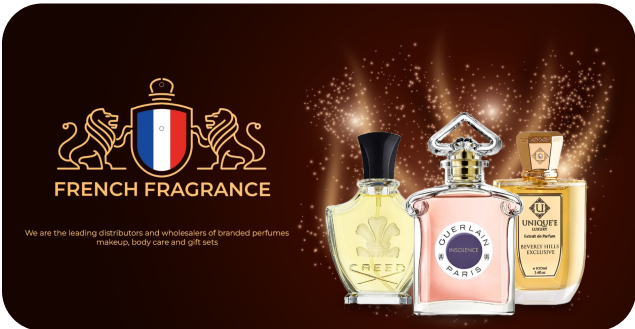 FRENCH FRAGRANCE
We are the leading distributors and wholesalers of branded perfumes
makeup, body care and gift sets
CREED
GUERLAIN
INSOLENCE
PARIS
U
UNIQUE'E
LUXURY
Extrait de Parfum
BEVERLY HILLS
EXCLUSIVE